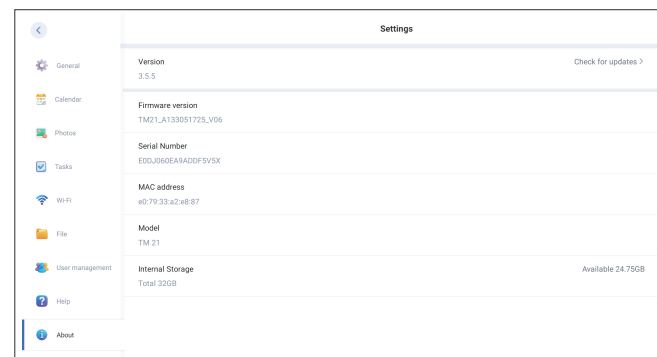 Settings
General
Calendar
Photos
Tasks
Wi-Fi
File
User management
Help
About
Version
Check for updates >
3.5.5
Firmware version
TM21_A133051725_V06
Serial Number
E0DJ060EA9ADDF5V5X
MAC address
e0:79:33:a2:e8:87
Model
TM 21
Internal Storage
Available 24.75GB
Total 32GB